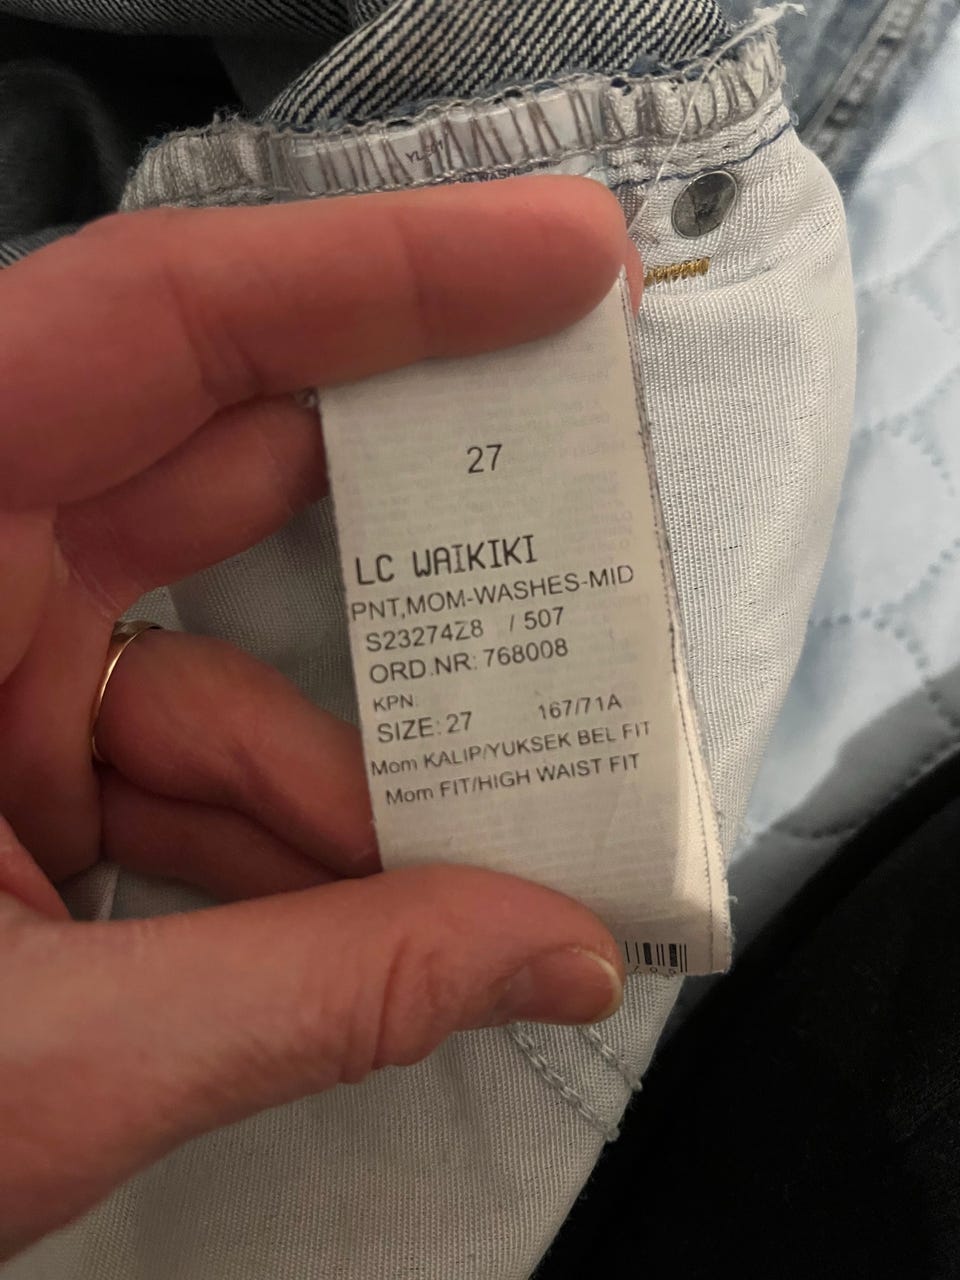 27
LC WAIKIKI
PNT,MOM-WASHES-MID
S23274Z8 / 507
ORD.NR: 768008
KPN:
SIZE: 27 167/71A
Mom KALIP/YUKSEK BEL FIT
Mom FIT/HIGH WAIST FIT